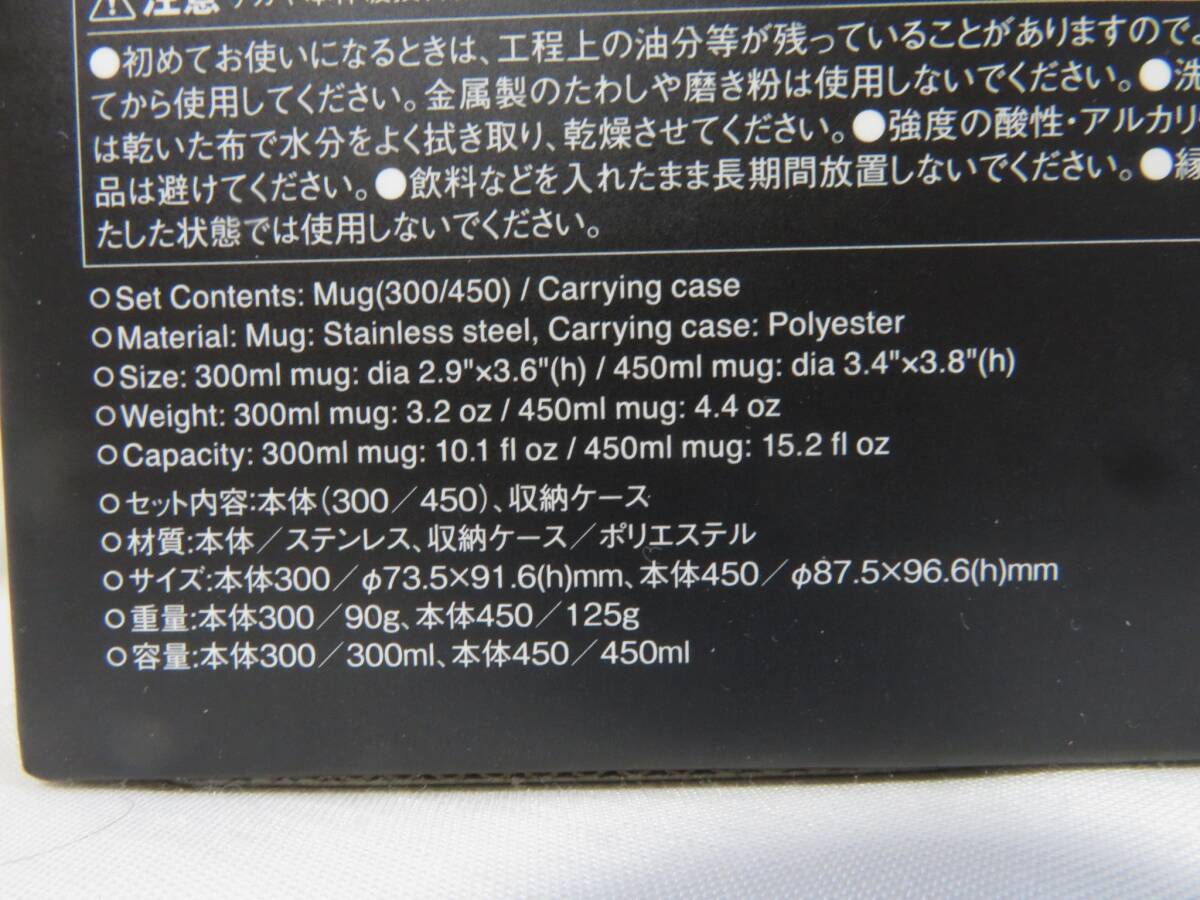 注意
●初めてお使いになるときは、工程上の油分等が残っていることがありますのでよ
てから使用してください。金属製のたわしや磨き粉は使用しないでください。●洗
は乾いた布で水分をよく拭き取り、乾燥させてください。●強度の酸性・アルカリ
品は避けてください。●飲料などを入れたまま長期間放置しないでください。●縁
たした状態では使用しないでください。
○Set Contents: Mug(300/450) / Carrying case
○Material: Mug: Stainless steel, Carrying case: Polyester
○Size: 300ml mug: dia 2.9"×3.6"(h) / 450ml mug: dia 3.4"×3.8"(h)
○Weight: 300ml mug: 3.2 oz / 450ml mug: 4.4 oz
○Capacity: 300ml mug: 10.1 fl oz / 450ml mug: 15.2 fl oz
○セット内容:本体(300/450)、収納ケース
○材質:本体/ステンレス、収納ケース/ポリエステル
○サイズ:本体300/φ73.5×91.6(h)mm、本体450/φ87.5×96.6(h)mm
○重量:本体300/90g、本体450/125g
○容量:本体300/300ml、本体450/450ml